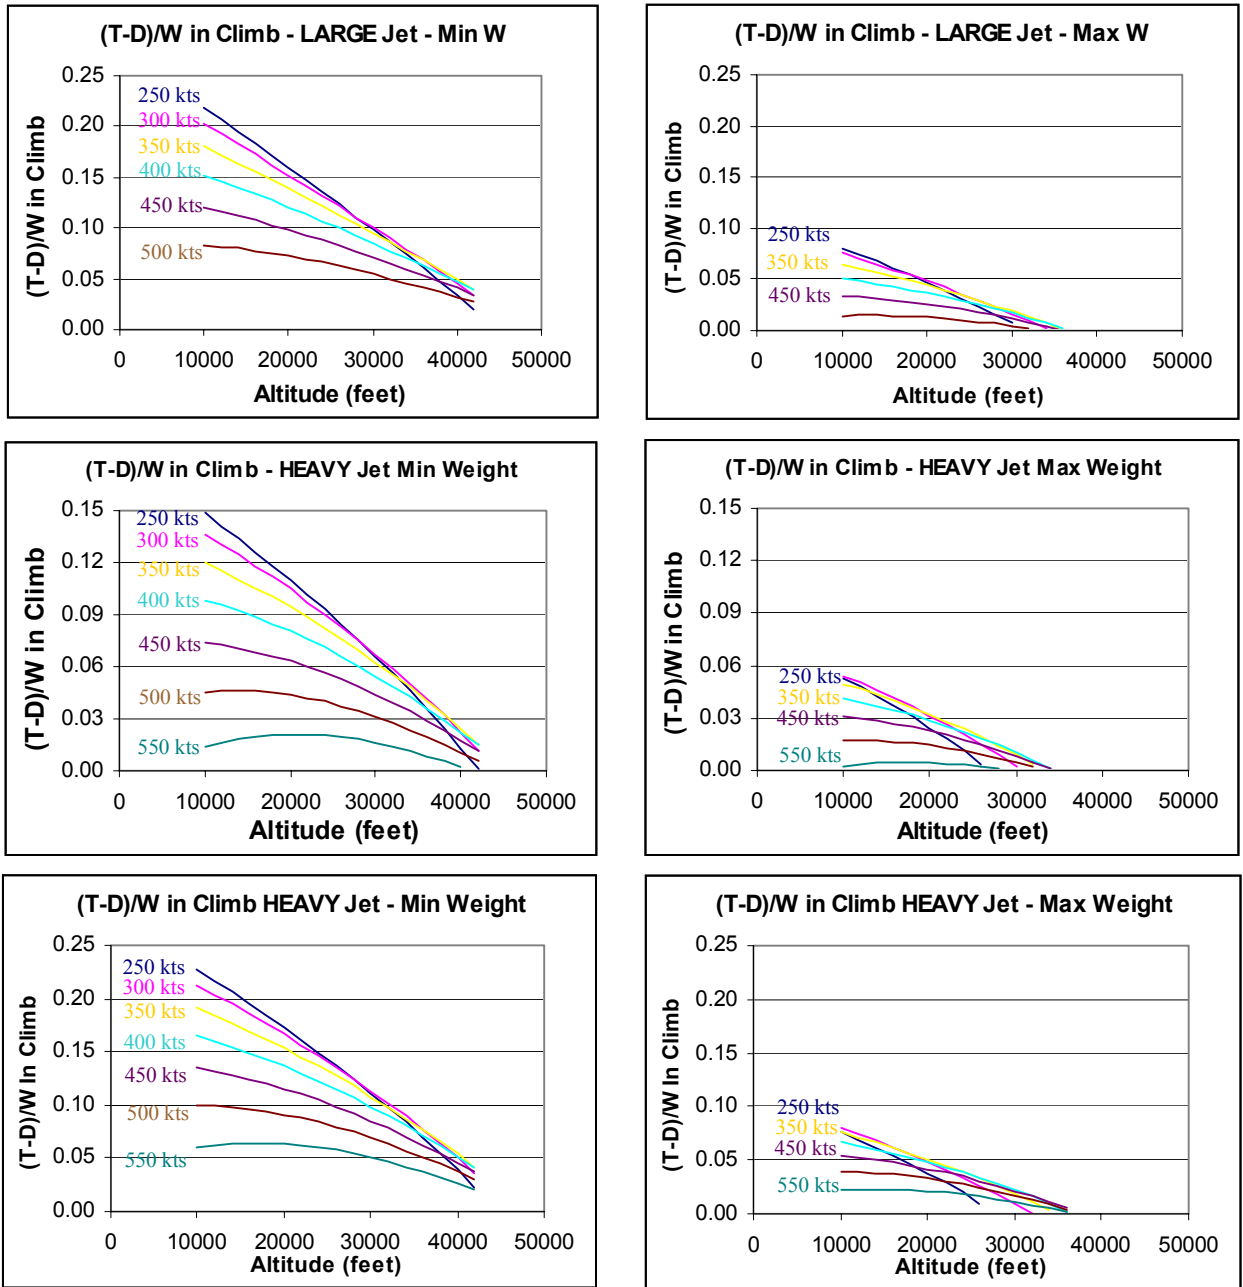 (T-D)/W in Climb - LARGE Jet - Min W
(T-D)/W in Climb
0.25
0.20
0.15
0.10
0.05
0.00
250 kts
300 kts
350 kts
400 kts
450 kts
500 kts
0 10000 20000 30000 40000 50000
Altitude (feet)
(T-D)/W in Climb - LARGE Jet - Max W
(T-D)/W in Climb
0.25
0.20
0.15
0.10
0.05
0.00
250 kts
350 kts
450 kts
0 10000 20000 30000 40000 50000
Altitude (feet)
(T-D)/W in Climb - HEAVY Jet Min Weight
(T-D)/W in Climb
0.15
0.12
0.09
0.06
0.03
0.00
250 kts
300 kts
350 kts
400 kts
450 kts
500 kts
550 kts
0 10000 20000 30000 40000 50000
Altitude (feet)
(T-D)/W in Climb - HEAVY Jet Max Weight
(T-D)/W in Climb
0.15
0.12
0.09
0.06
0.03
0.00
250 kts
350 kts
450 kts
550 kts
0 10000 20000 30000 40000 50000
Altitude (feet)
(T-D)/W in Climb HEAVY Jet - Min Weight
(T-D)/W In Climb
0.25
0.20
0.15
0.10
0.05
0.00
250 kts
300 kts
350 kts
400 kts
450 kts
500 kts
550 kts
0 10000 20000 30000 40000 50000
Altitude (feet)
(T-D)/W in Climb HEAVY Jet - Max Weight
(T-D)/W In Climb
0.25
0.20
0.15
0.10
0.05
0.00
250 kts
350 kts
450 kts
550 kts
0 10000 20000 30000 40000 50000
Altitude (feet)